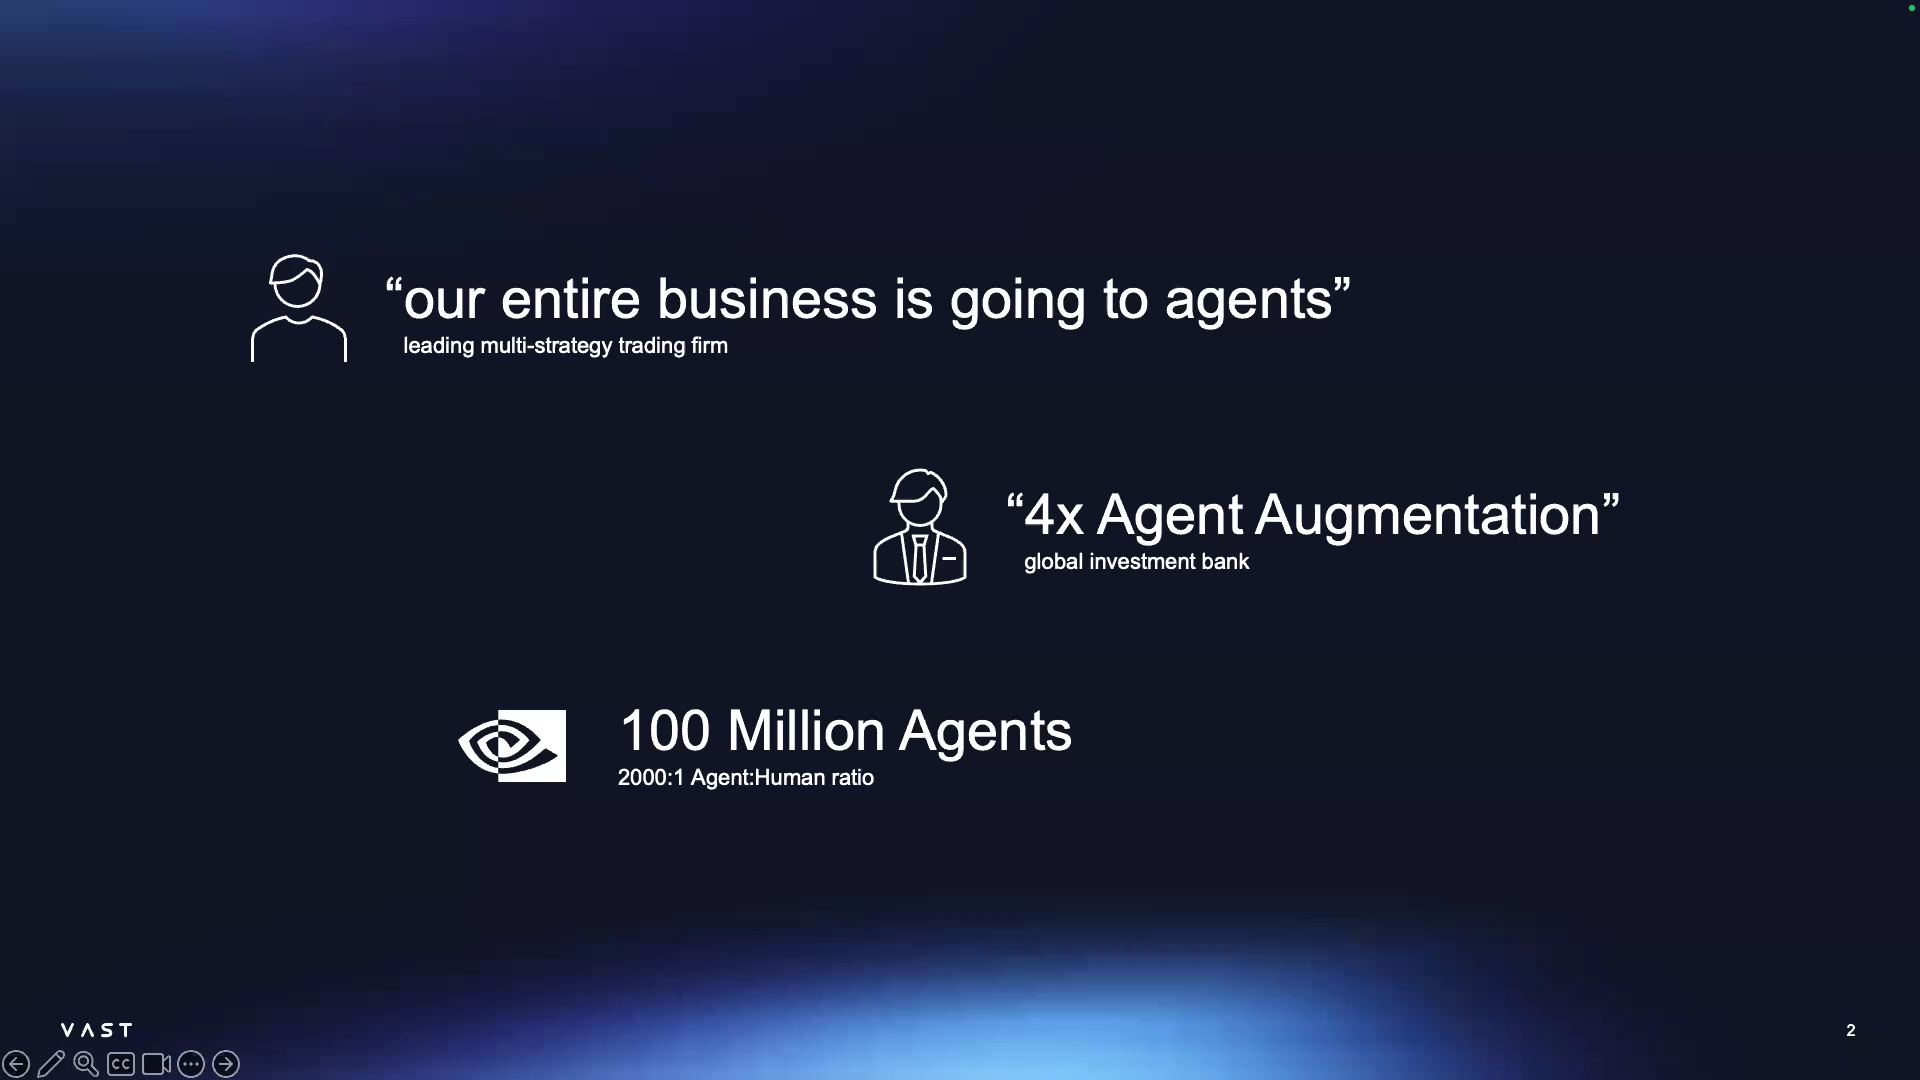 “our entire business is going to agents”
leading multi-strategy trading firm
“4x Agent Augmentation”
global investment bank
100 Million Agents
2000:1 Agent:Human ratio
VAST
2
CC